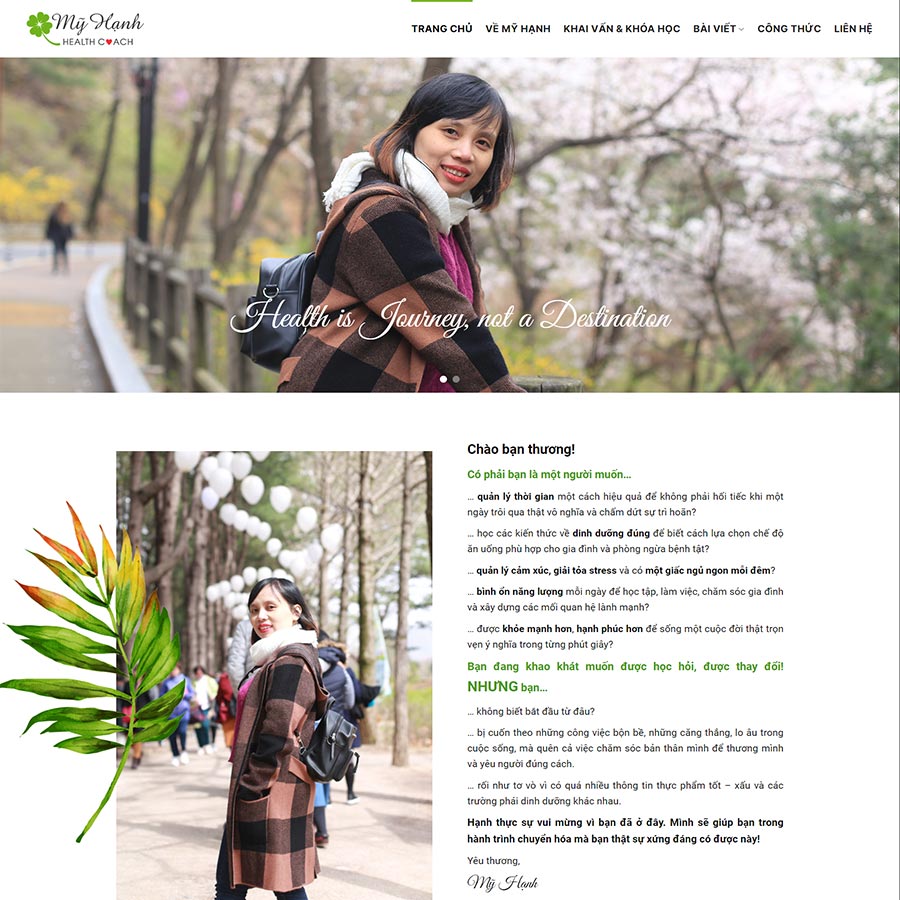 Mỹ Hạnh
HEALTH COACH
TRANG CHỦ VỀ MỸ HẠNH KHAI VẤN & KHÓA HỌC BÀI VIẾT CÔNG THỨC LIÊN HỆ
Health is Journey, not a Destination
Chào bạn thương!
Có phải bạn là một người muốn…
… quản lý thời gian một cách hiệu quả để không phải hối tiếc khi một
ngày trôi qua thật vô nghĩa và chấm dứt sự trì hoãn?
… học các kiến thức về dinh dưỡng đúng để biết cách lựa chọn chế độ
ăn uống phù hợp cho gia đình và phòng ngừa bệnh tật?
… quản lý cảm xúc, giải tỏa stress và có một giấc ngủ ngon mỗi đêm?
… bình ổn năng lượng mỗi ngày để học tập, làm việc, chăm sóc gia đình
và xây dựng các mối quan hệ lành mạnh?
… được khỏe mạnh hơn, hạnh phúc hơn để sống một cuộc đời thật trọn
vẹn ý nghĩa trong từng phút giây?
Bạn đang khao khát muốn được học hỏi, được thay đổi!
NHƯNG bạn…
… không biết bắt đầu từ đâu?
… bị cuốn theo những công việc bộn bề, những căng thẳng, lo âu trong
cuộc sống, mà quên cả việc chăm sóc bản thân mình để thương mình
và yêu người đúng cách.
… rối như tơ vò vì có quá nhiều thông tin thực phẩm tốt – xấu và các
trường phái dinh dưỡng khác nhau.
Hạnh thực sự vui mừng vì bạn đã ở đây. Mình sẽ giúp bạn trong
hành trình chuyển hóa mà bạn thật sự xứng đáng có được này!
Yêu thương,
Mỹ Hạnh